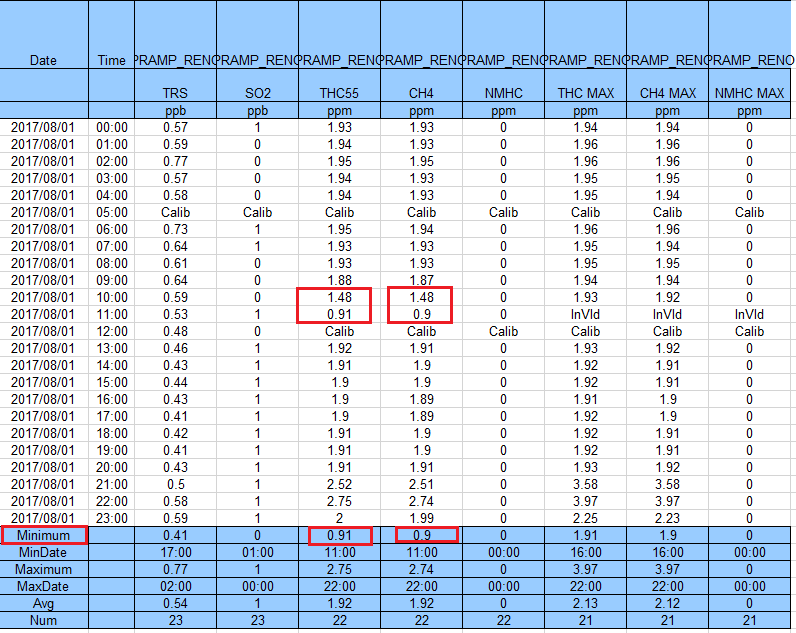 Date Time PRAMP_RENO PRAMP_RENO PRAMP_RENO PRAMP_RENO PRAMP_RENO PRAMP_RENO PRAMP_RENO PRAMP_RENO
TRS SO2 THC55 CH4 NMHC THC MAX CH4 MAX NMHC MAX
ppb ppb ppm ppm ppm ppm ppm ppm
2017/08/01 00:00 0.57 1 1.93 1.93 0 1.94 1.94 0
2017/08/01 01:00 0.59 0 1.94 1.93 0 1.96 1.96 0
2017/08/01 02:00 0.77 0 1.95 1.95 0 1.96 1.96 0
2017/08/01 03:00 0.57 0 1.94 1.93 0 1.95 1.94 0
2017/08/01 04:00 0.58 0 1.94 1.93 0 1.95 1.94 0
2017/08/01 05:00 Calib Calib Calib Calib Calib Calib Calib Calib
2017/08/01 06:00 0.73 1 1.95 1.94 0 1.96 1.96 0
2017/08/01 07:00 0.64 1 1.93 1.93 0 1.95 1.94 0
2017/08/01 08:00 0.61 0 1.93 1.93 0 1.95 1.95 0
2017/08/01 09:00 0.64 0 1.88 1.87 0 1.94 1.94 0
2017/08/01 10:00 0.59 0 1.48 1.48 0 1.93 1.92 0
2017/08/01 11:00 0.53 1 0.91 0.9 0 InVld InVld InVld
2017/08/01 12:00 0.48 0 Calib Calib Calib Calib Calib Calib
2017/08/01 13:00 0.46 1 1.92 1.91 0 1.93 1.92 0
2017/08/01 14:00 0.43 1 1.91 1.9 0 1.92 1.91 0
2017/08/01 15:00 0.44 1 1.9 1.9 0 1.92 1.91 0
2017/08/01 16:00 0.43 1 1.9 1.89 0 1.91 1.9 0
2017/08/01 17:00 0.41 1 1.9 1.89 0 1.92 1.9 0
2017/08/01 18:00 0.42 1 1.91 1.9 0 1.92 1.91 0
2017/08/01 19:00 0.41 1 1.91 1.9 0 1.92 1.91 0
2017/08/01 20:00 0.43 1 1.91 1.91 0 1.93 1.92 0
2017/08/01 21:00 0.5 1 2.52 2.51 0 3.58 3.58 0
2017/08/01 22:00 0.58 1 2.75 2.74 0 3.97 3.97 0
2017/08/01 23:00 0.59 1 2 1.99 0 2.25 2.23 0
Minimum 0.41 0 0.91 0.9 0 1.91 1.9 0
MinDate 17:00 01:00 11:00 11:00 00:00 16:00 16:00 00:00
Maximum 0.77 1 2.75 2.74 0 3.97 3.97 0
MaxDate 02:00 00:00 22:00 22:00 00:00 22:00 22:00 00:00
Avg 0.54 1 1.92 1.92 0 2.13 2.12 0
Num 23 23 22 22 22 21 21 21